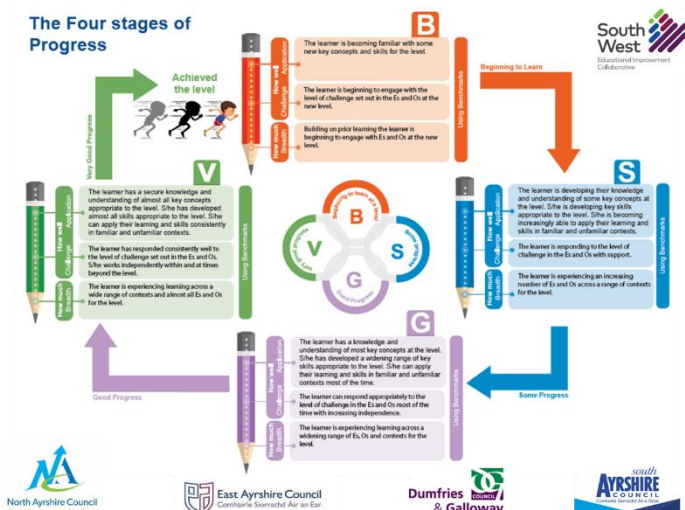 The Four stages of
Progress
B
How well
Application
The learner is becoming familiar with some
new key concepts and skills for the level.
Challenge
The learner is beginning to engage with the
level of challenge set out in the Es and Os at the
new level.
How much
Breadth
Building on prior learning the learner is
beginning to engage with Es and Os at the new
level.
Using Benchmarks
Beginning to Learn
South
West
Educational Improvement
Collaborative
S
How well
Application
The learner is developing their knowledge
and understanding of some key concepts at
the level. S/he is developing key skills
appropriate to the level. S/he is becoming
increasingly able to apply their learning and
skills in familiar and unfamiliar contexts.
Challenge
The learner is responding to the level of
challenge in the Es and Os with support.
How much
Breadth
The learner is experiencing an increasing
number of Es and Os across a range of contexts
for the level.
Using Benchmarks
Some Progress
G
How well
Application
The learner has a knowledge and
understanding of most key concepts at the level.
S/he has developed a widening range of key
skills appropriate to the level. S/he can apply
their learning and skills in familiar and unfamiliar
contexts most of the time.
Challenge
The learner can respond appropriately to the
level of challenge in the Es and Os most of the
time with increasing independence.
How much
Breadth
The learner is experiencing learning across a
widening range of Es, Os and contexts for the
level.
Using Benchmarks
Good Progress
V
How well
Application
The learner has a secure knowledge and
understanding of almost all key concepts
appropriate to the level. S/he has developed
almost all skills appropriate to the level. S/he
can apply their learning and skills consistently
in familiar and unfamiliar contexts.
Challenge
The learner has responded consistently well to
the level of challenge set out in the Es and Os.
S/he works independently within and at times
beyond the level.
How much
Breadth
The learner is experiencing learning across a
wide range of contexts and almost all Es and Os
for the level.
Using Benchmarks
Very Good Progress
Achieved
the level
Beginning to learn at a level
B
Some progress
S
Good Progress
G
Very good progress
V
North Ayrshire Council
East Ayrshire Council
Comhairle Siorrachd Àir an Ear
Dumfries
COUNCIL
& Galloway
south
AYRSHIRE
COUNCIL